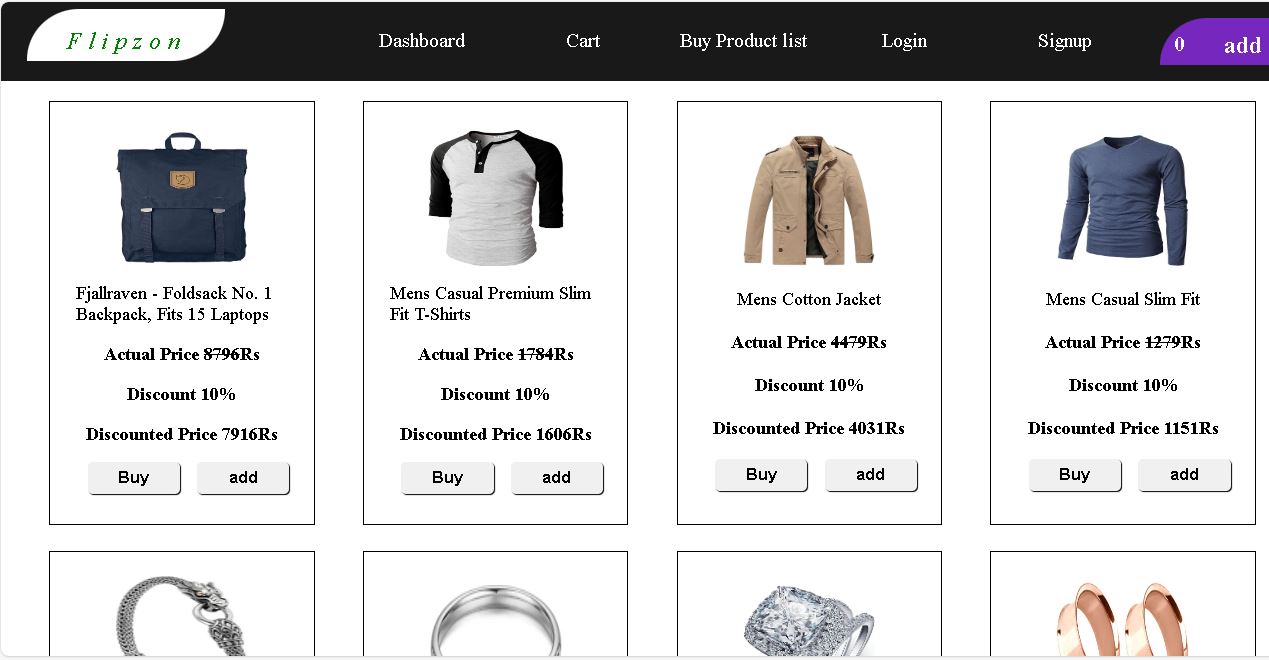 Flipzon
Dashboard
Cart
Buy Product list
Login
Signup
0
add
Fjallraven - Foldsack No. 1
Backpack, Fits 15 Laptops
Actual Price 8796Rs
Discount 10%
Discounted Price 7916Rs
Buy
add
Mens Casual Premium Slim
Fit T-Shirts
Actual Price 1784Rs
Discount 10%
Discounted Price 1606Rs
Buy
add
Mens Cotton Jacket
Actual Price 4479Rs
Discount 10%
Discounted Price 4031Rs
Buy
add
Mens Casual Slim Fit
Actual Price 1279Rs
Discount 10%
Discounted Price 1151Rs
Buy
add